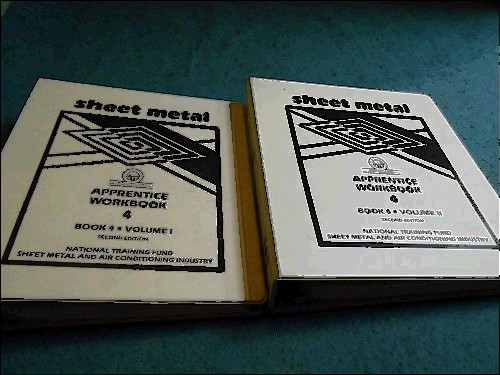 sheet metal
APPRENTICE
WORKBOOK
4
BOOK 4 • VOLUME I
SECOND EDITION
NATIONAL TRAINING FUND
SHEET METAL AND AIR CONDITIONING INDUSTRY
sheet metal
APPRENTICE
WORKBOOK
4
BOOK 4 • VOLUME II
SECOND EDITION
NATIONAL TRAINING FUND
SHEET METAL AND AIR CONDITIONING INDUSTRY